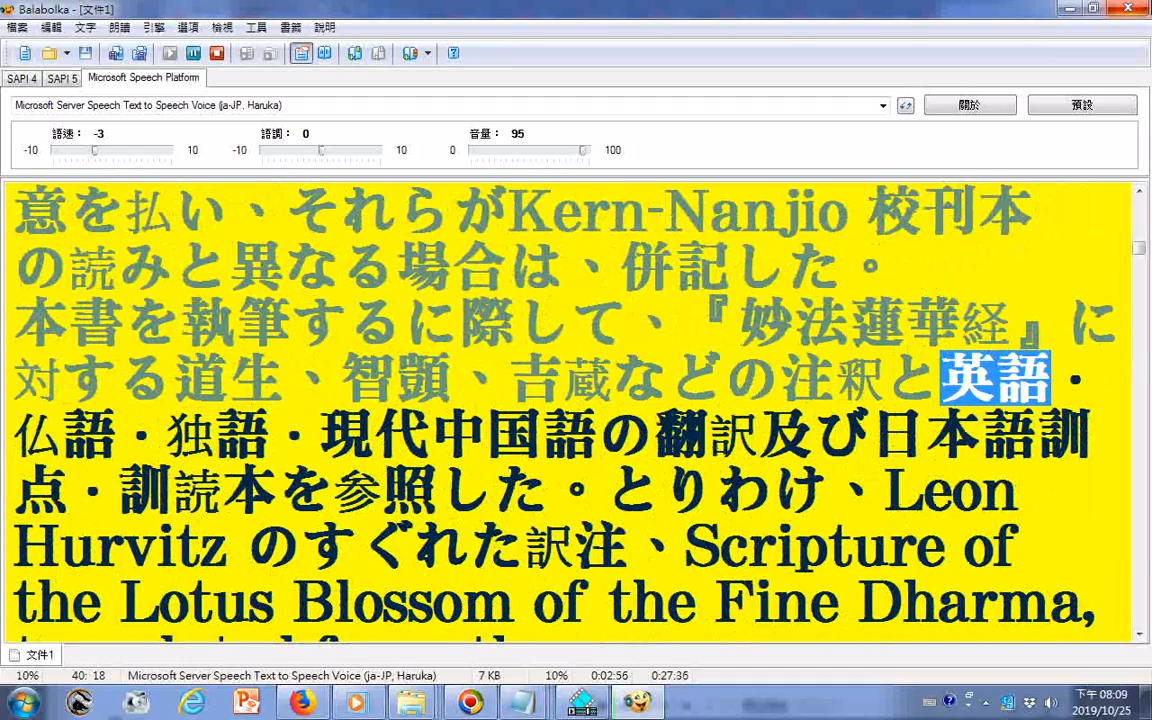 Balabolka - [文件1]
檔案 編輯 文字 朗讀 引擎 選項 檢視 工具 書籤 說明
SAPI 4 SAPI 5 Microsoft Speech Platform
Microsoft Server Speech Text to Speech Voice (ja-JP, Haruka) 關於 預設
語速： -3 語調： 0 音量： 95
-10 10 -10 10 0 100
意を払い、それらがKern-Nanjio 校刊本
の読みと異なる場合は、併記した。
本書を執筆するに際して、『妙法蓮華経』に
対する道生、智顗、吉蔵などの注釈と英語・
仏語・独語・現代中国語の翻訳及び日本語訓
点・訓読本を参照した。とりわけ、Leon
Hurvitz のすぐれた訳注、Scripture of
the Lotus Blossom of the Fine Dharma,
文件1
10% 40: 18 Microsoft Server Speech Text to Speech Voice (ja-JP, Haruka) 7 KB 10% 0:02:56 0:27:36
下午 08:09
2019/10/25